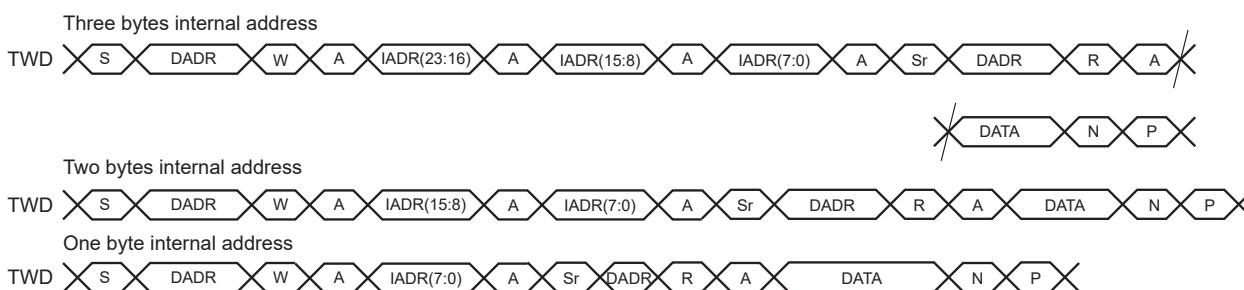 Three bytes internal address
TWD S DADR W A IADR(23:16) A IADR(15:8) A IADR(7:0) A Sr DADR R A
DATA N P
Two bytes internal address
TWD S DADR W A IADR(15:8) A IADR(7:0) A Sr DADR R A DATA N P
One byte internal address
TWD S DADR W A IADR(7:0) A Sr DADR R A DATA N P